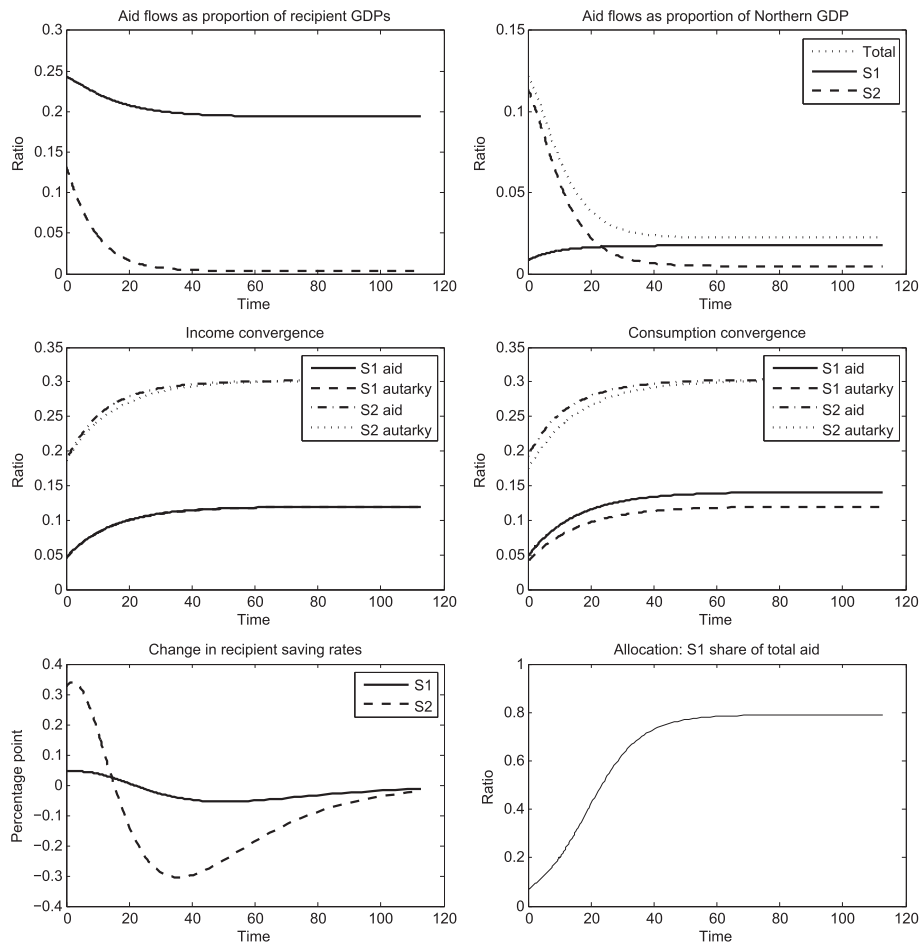 Aid flows as proportion of recipient GDPs
0.3
0.25
0.2
0.15
0.1
0.05
0
Ratio
0 20 40 60 80 100 120
Time
Aid flows as proportion of Northern GDP
0.15
0.1
0.05
0
Ratio
Total
S1
S2
0 20 40 60 80 100 120
Time
Income convergence
0.35
0.3
0.25
0.2
0.15
0.1
0.05
0
Ratio
S1 aid
S1 autarky
S2 aid
S2 autarky
0 20 40 60 80 100 120
Time
Consumption convergence
0.35
0.3
0.25
0.2
0.15
0.1
0.05
0
Ratio
S1 aid
S1 autarky
S2 aid
S2 autarky
0 20 40 60 80 100 120
Time
Change in recipient saving rates
0.4
0.3
0.2
0.1
0
−0.1
−0.2
−0.3
−0.4
Percentage point
S1
S2
0 20 40 60 80 100 120
Time
Allocation: S1 share of total aid
1
0.8
0.6
0.4
0.2
0
Ratio
0 20 40 60 80 100 120
Time